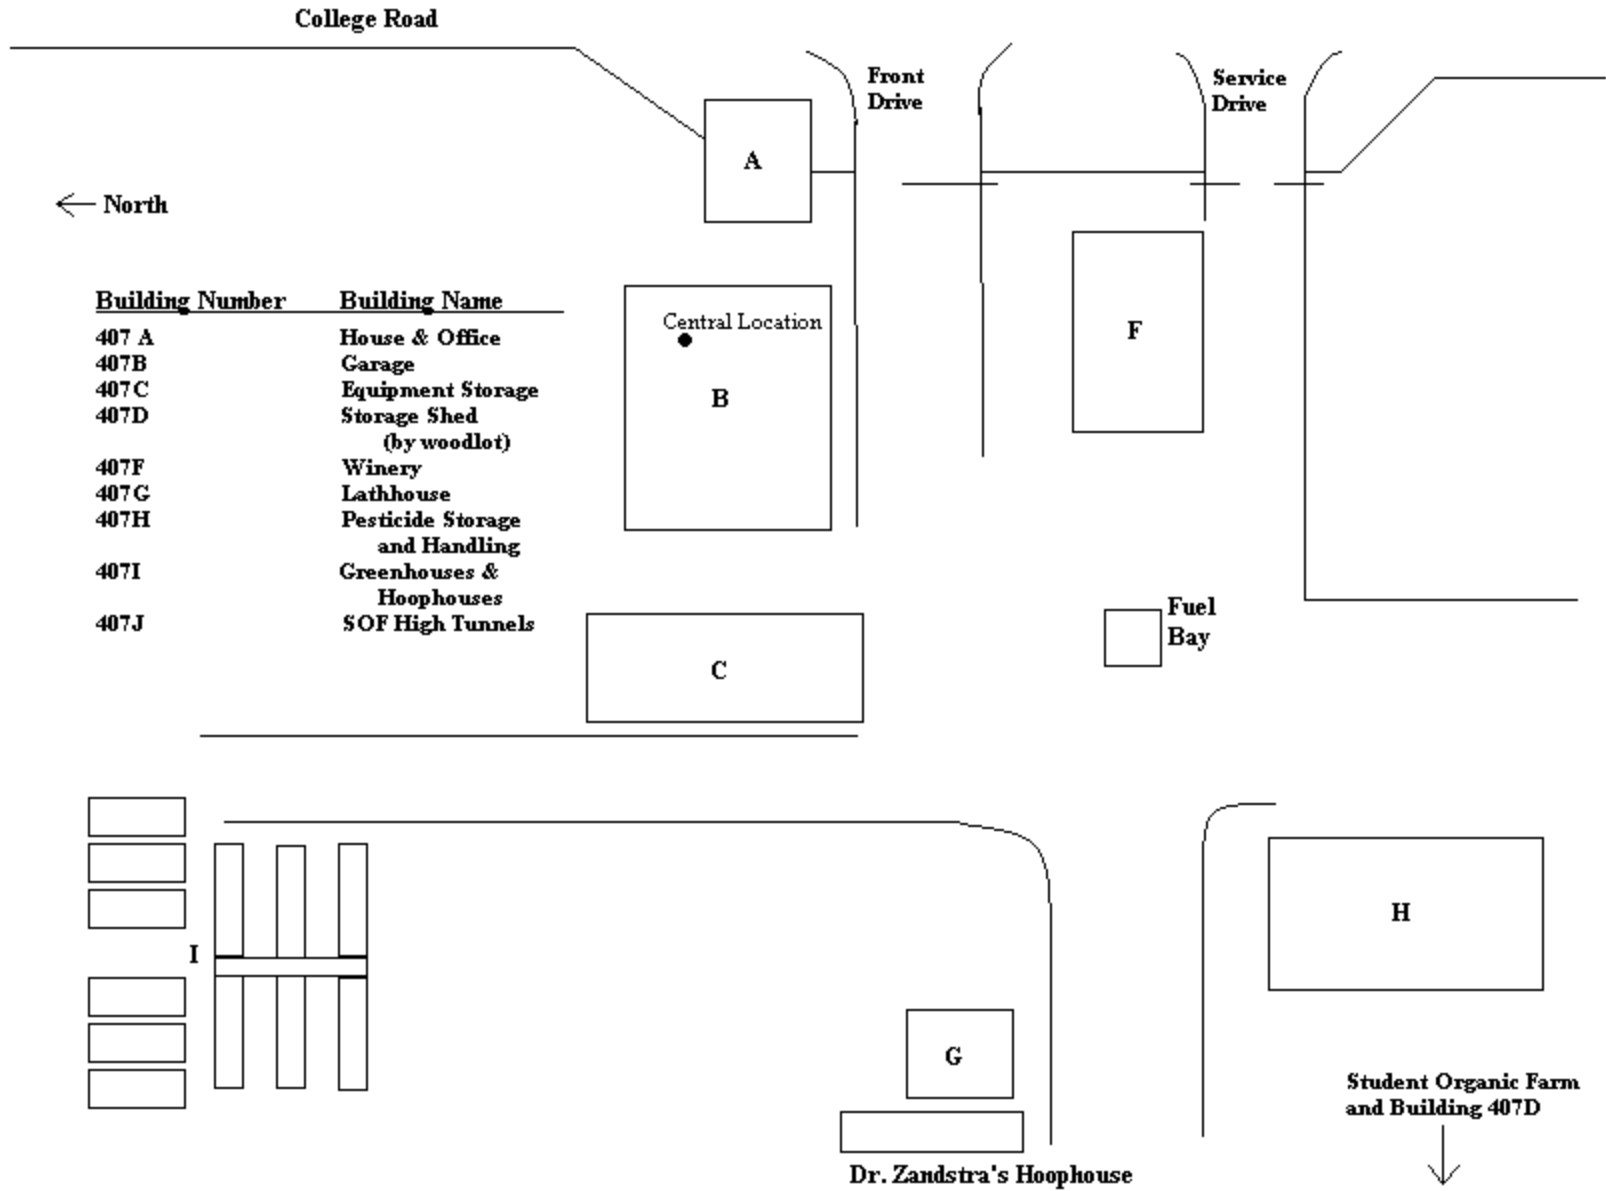 College Road
Front
Drive
Service
Drive
A
North
Building Number Building Name
407 A House & Office
407B Garage
407C Equipment Storage
407D Storage Shed
(by woodlot)
407F Winery
407G Lathhouse
407H Pesticide Storage
and Handling
407I Greenhouses &
Hoophouses
407J SOF High Tunnels
Central Location
B
F
C
Fuel
Bay
I
H
G
Student Organic Farm
and Building 407D
Dr. Zandstra's Hoophouse